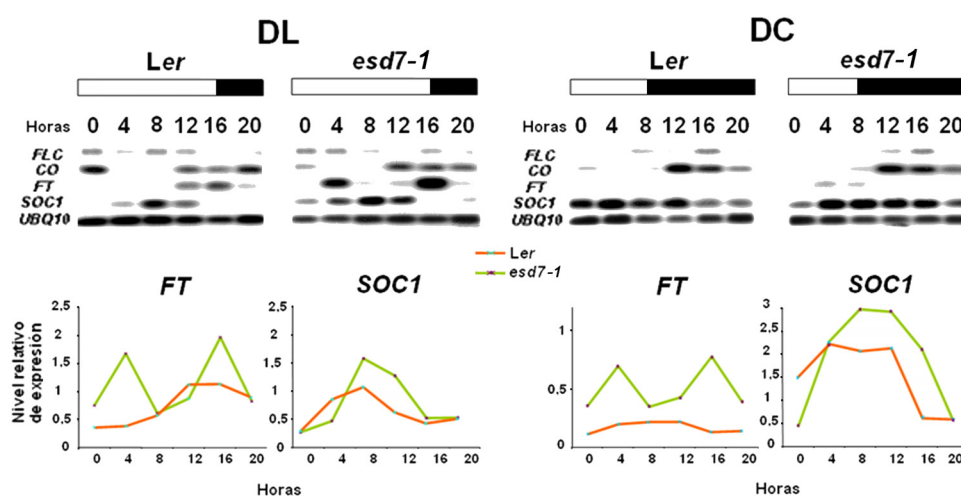 DL DC
Ler esd7-1 Ler esd7-1
Horas 0 4 8 12 16 20 0 4 8 12 16 20 Horas 0 4 8 12 16 20 0 4 8 12 16 20
FLC FLC
CO CO
FT FT
SOC1 SOC1
UBQ10 UBQ10
Ler
esd7-1
FT SOC1 FT SOC1
Nivel relativo de expresión
2.5 2.5 1 3
2 2 2.5
1.5 1.5 2
1 1 0.5 1.5
0.5 0.5 1
0 0 0 0.5
0
0 4 8 12 16 20 0 4 8 12 16 20 0 4 8 12 16 20 0 4 8 12 16 20
Horas Horas